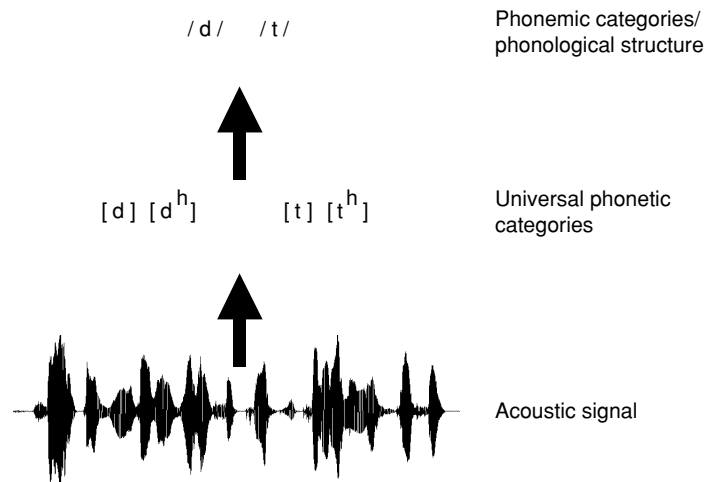 / d / / t /
Phonemic categories/
phonological structure
[ d ] [ dʰ ] [ t ] [ tʰ ]
Universal phonetic
categories
Acoustic signal